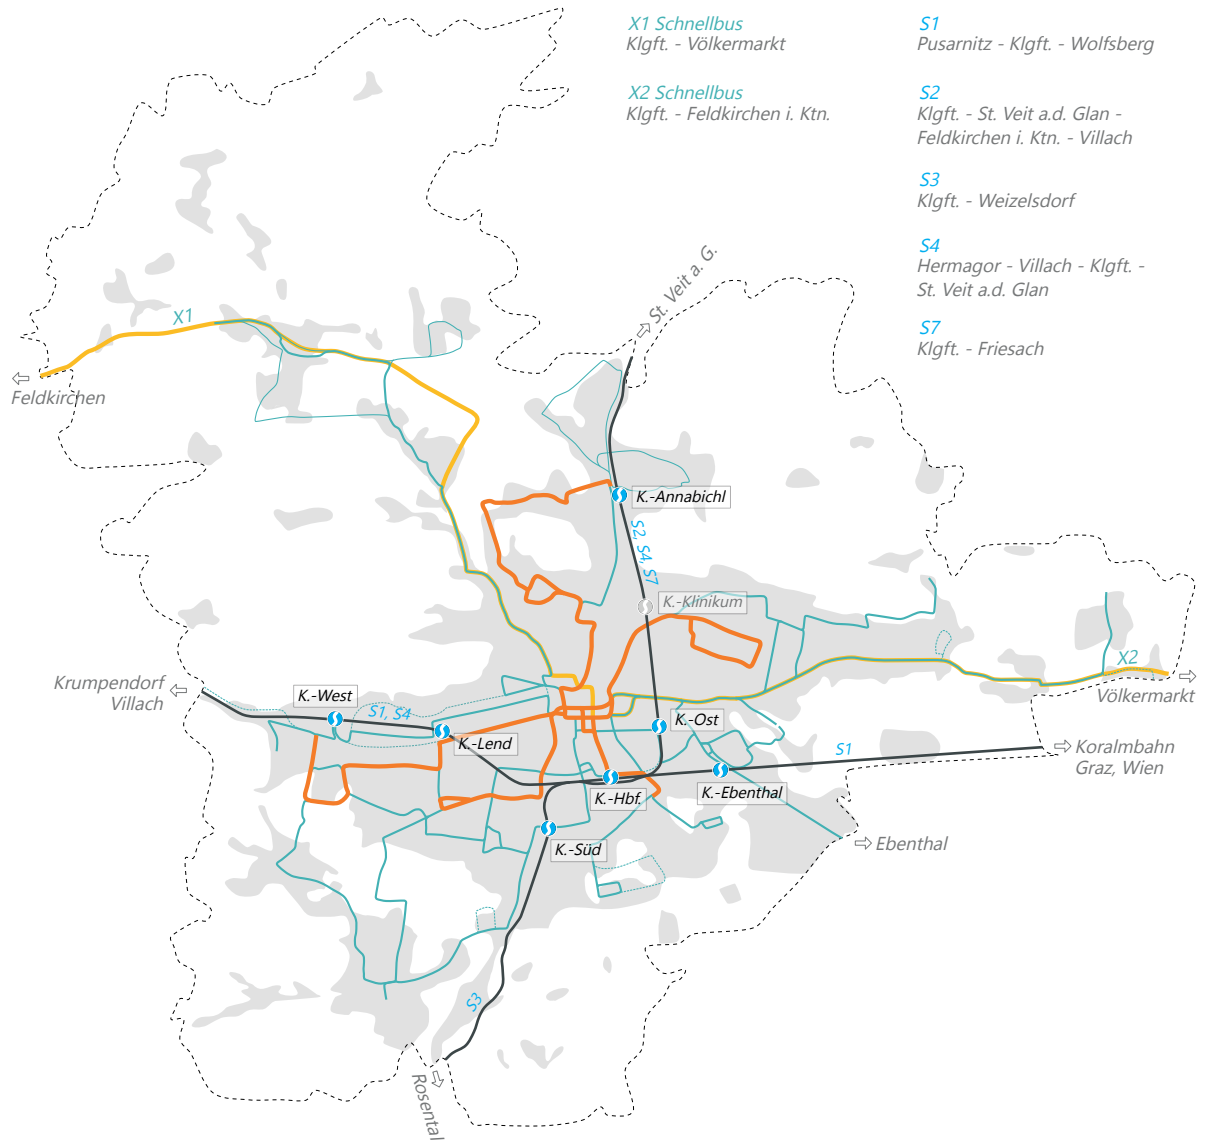 X1 Schnellbus
Klgft. - Völkermarkt
X2 Schnellbus
Klgft. - Feldkirchen i. Ktn.
S1
Pusarnitz - Klgft. - Wolfsberg
S2
Klgft. - St. Veit a.d. Glan -
Feldkirchen i. Ktn. - Villach
S3
Klgft. - Weizelsdorf
S4
Hermagor - Villach - Klgft. -
St. Veit a.d. Glan
S7
Klgft. - Friesach
St. Veit a. G.
X1
Feldkirchen
K.-Annabichl
S2, S4, S7
K.-Klinikum
X2
Völkermarkt
Krumpendorf
Villach
K.-West
S1, S4
K.-Lend
K.-Ost
S1
Koralmbahn
Graz, Wien
K.-Hbf.
K.-Ebenthal
K.-Süd
Ebenthal
S3
Rosental